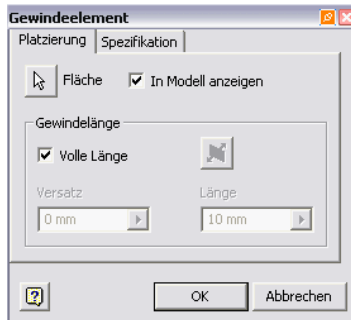 Gewindeelement
Platzierung Spezifikation
Fläche In Modell anzeigen
Gewindelänge
Volle Länge
Versatz Länge
0 mm 10 mm
OK Abbrechen